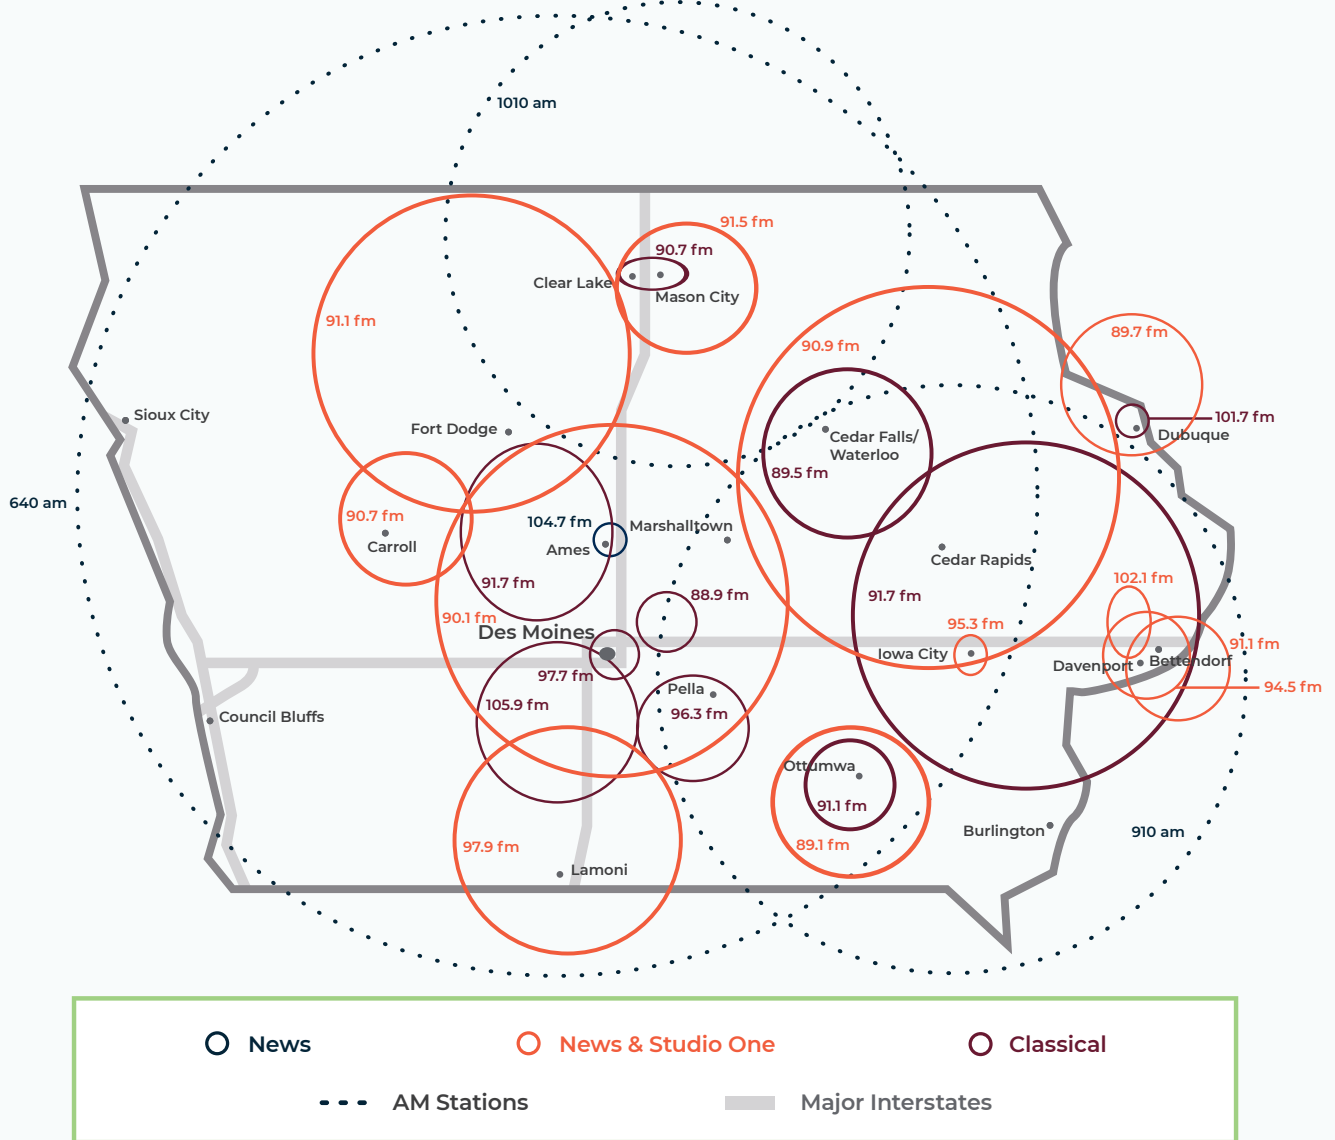 1010 am
91.5 fm
90.7 fm
Clear Lake
Mason City
91.1 fm
90.9 fm
89.7 fm
Sioux City
101.7 fm
Fort Dodge
Cedar Falls/
Waterloo
Dubuque
89.5 fm
640 am
90.7 fm
104.7 fm
Marshalltown
Carroll
Ames
Cedar Rapids
91.7 fm
102.1 fm
88.9 fm
91.7 fm
90.1 fm
95.3 fm
Des Moines
91.1 fm
Iowa City
Davenport
Bettendorf
97.7 fm
94.5 fm
Pella
105.9 fm
96.3 fm
Council Bluffs
Ottumwa
91.1 fm
Burlington
910 am
97.9 fm
89.1 fm
Lamoni
News
News & Studio One
Classical
AM Stations
Major Interstates